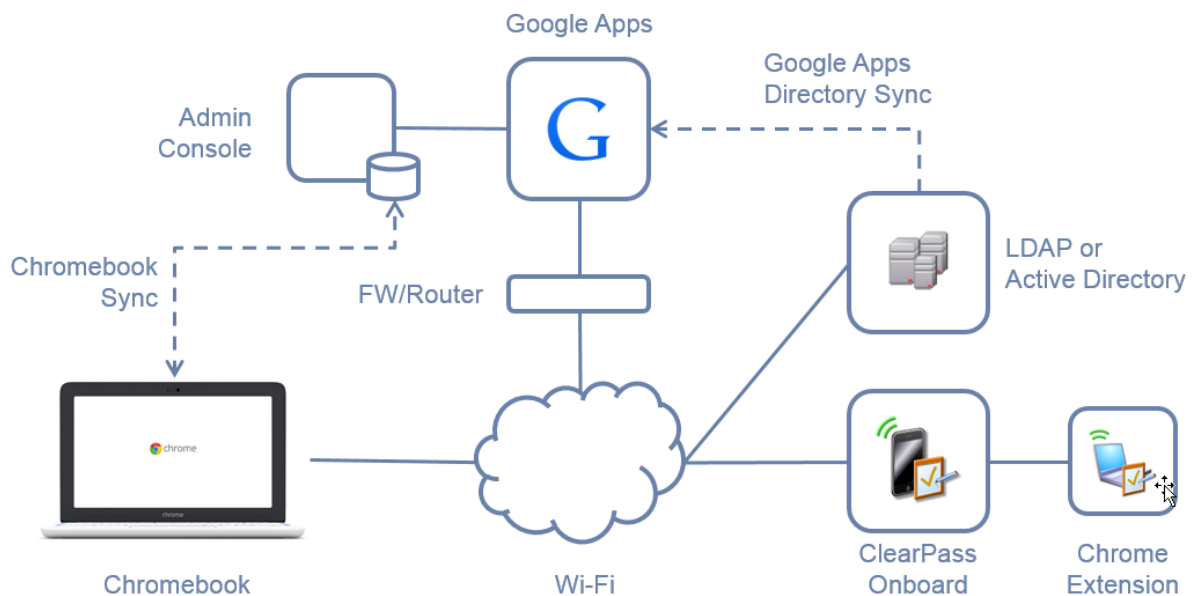 Google Apps
Google Apps
Directory Sync
Admin
Console
G
LDAP or
Active Directory
Chromebook
Sync
FW/Router
chrome
chrome
ClearPass
Onboard
Chrome
Extension
Chromebook
Wi-Fi